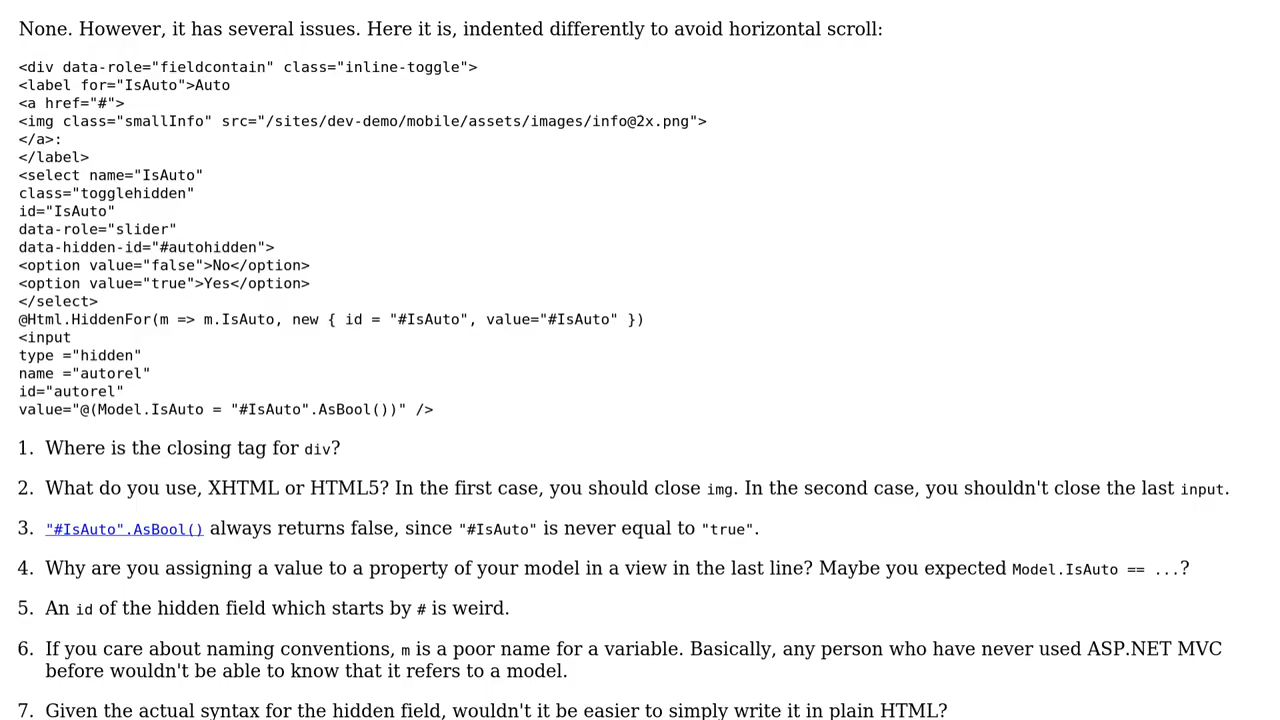 None. However, it has several issues. Here it is, indented differently to avoid horizontal scroll:
<div data-role="fieldcontain" class="inline-toggle">
<label for="IsAuto">Auto
<a href="#">
<img class="smallInfo" src="/sites/dev-demo/mobile/assets/images/info@2x.png">
</a>:
</label>
<select name="IsAuto"
class="togglehidden"
id="IsAuto"
data-role="slider"
data-hidden-id="#autohidden">
<option value="false">No</option>
<option value="true">Yes</option>
</select>
@Html.HiddenFor(m => m.IsAuto, new { id = "#IsAuto", value="#IsAuto" })
<input
type ="hidden"
name ="autorel"
id="autorel"
value="@(Model.IsAuto = "#IsAuto".AsBool())" />
1. Where is the closing tag for div?
2. What do you use, XHTML or HTML5? In the first case, you should close img. In the second case, you shouldn't close the last input.
3. "#IsAuto".AsBool() always returns false, since "#IsAuto" is never equal to "true".
4. Why are you assigning a value to a property of your model in a view in the last line? Maybe you expected Model.IsAuto == ...?
5. An id of the hidden field which starts by # is weird.
6. If you care about naming conventions, m is a poor name for a variable. Basically, any person who have never used ASP.NET MVC
before wouldn't be able to know that it refers to a model.
7. Given the actual syntax for the hidden field, wouldn't it be easier to simply write it in plain HTML?